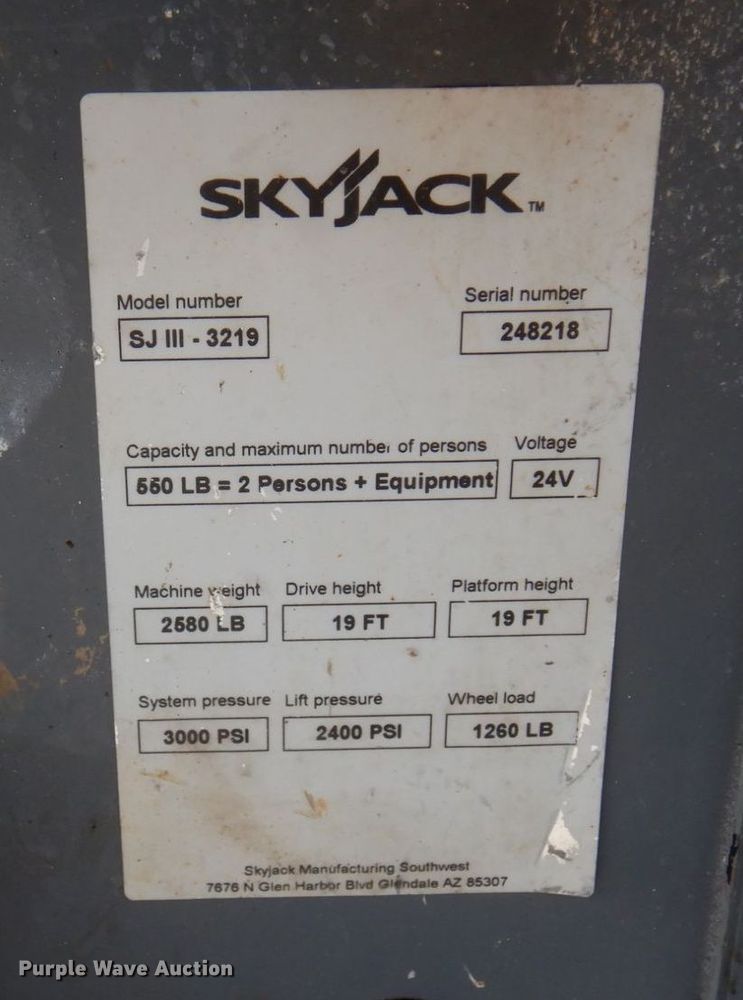 SKYJACK™
Model number Serial number
SJ III - 3219 248218
Capacity and maximum number of persons Voltage
550 LB = 2 Persons + Equipment 24V
Machine weight Drive height Platform height
2580 LB 19 FT 19 FT
System pressure Lift pressure Wheel load
3000 PSI 2400 PSI 1260 LB
Skyjack Manufacturing Southwest
7676 N Glen Harbor Blvd Glendale AZ 85307
Purple Wave Auction